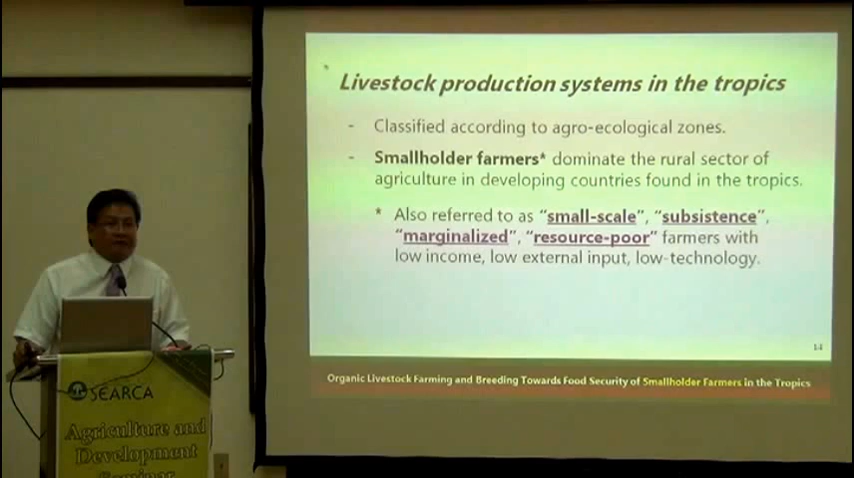 Livestock production systems in the tropics
- Classified according to agro-ecological zones.
- Smallholder farmers* dominate the rural sector of
agriculture in developing countries found in the tropics.
* Also referred to as “small-scale”, “subsistence”,
“marginalized”, “resource-poor” farmers with
low income, low external input, low-technology.
14
Organic Livestock Farming and Breeding Towards Food Security of Smallholder Farmers in the Tropics
SEARCA
Agriculture and
Development
Seminar